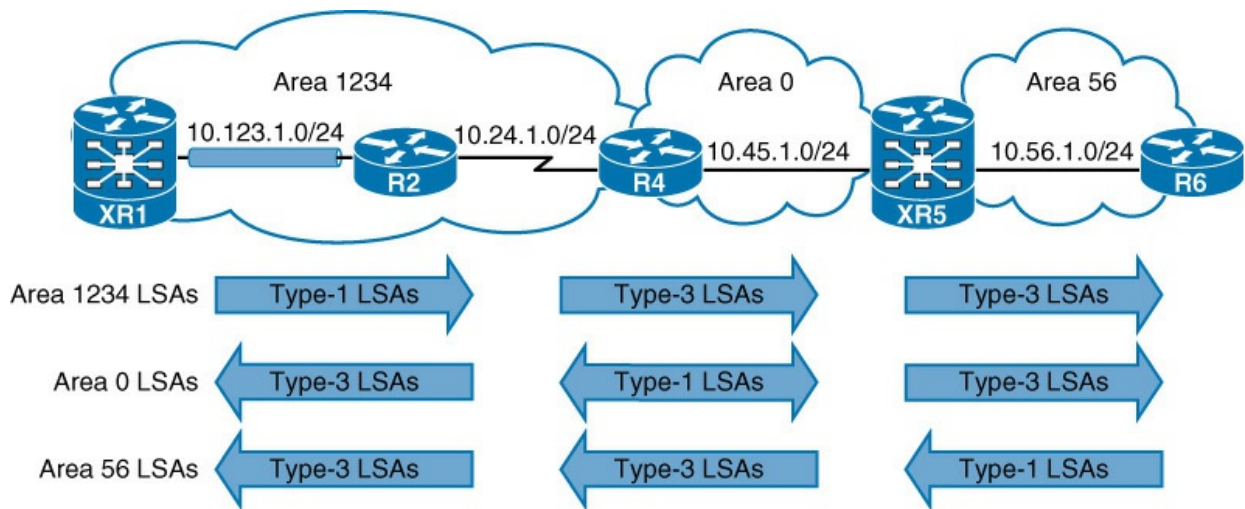 Area 1234
Area 0
Area 56
10.123.1.0/24
10.24.1.0/24
10.45.1.0/24
10.56.1.0/24
XR1
R2
R4
XR5
R6
Area 1234 LSAs
Type-1 LSAs
Type-3 LSAs
Type-3 LSAs
Area 0 LSAs
Type-3 LSAs
Type-1 LSAs
Type-3 LSAs
Area 56 LSAs
Type-3 LSAs
Type-3 LSAs
Type-1 LSAs